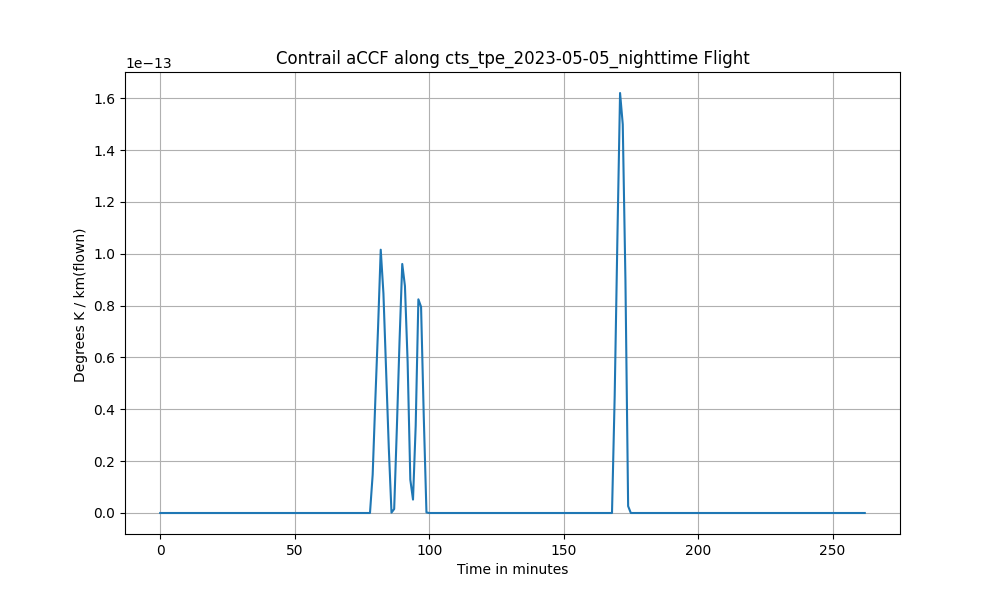 Contrail aCCF along cts_tpe_2023-05-05_nighttime Flight
1e−13
1.6
1.4
1.2
1.0
0.8
0.6
0.4
0.2
0.0
Degrees K / km(flown)
0 50 100 150 200 250
Time in minutes